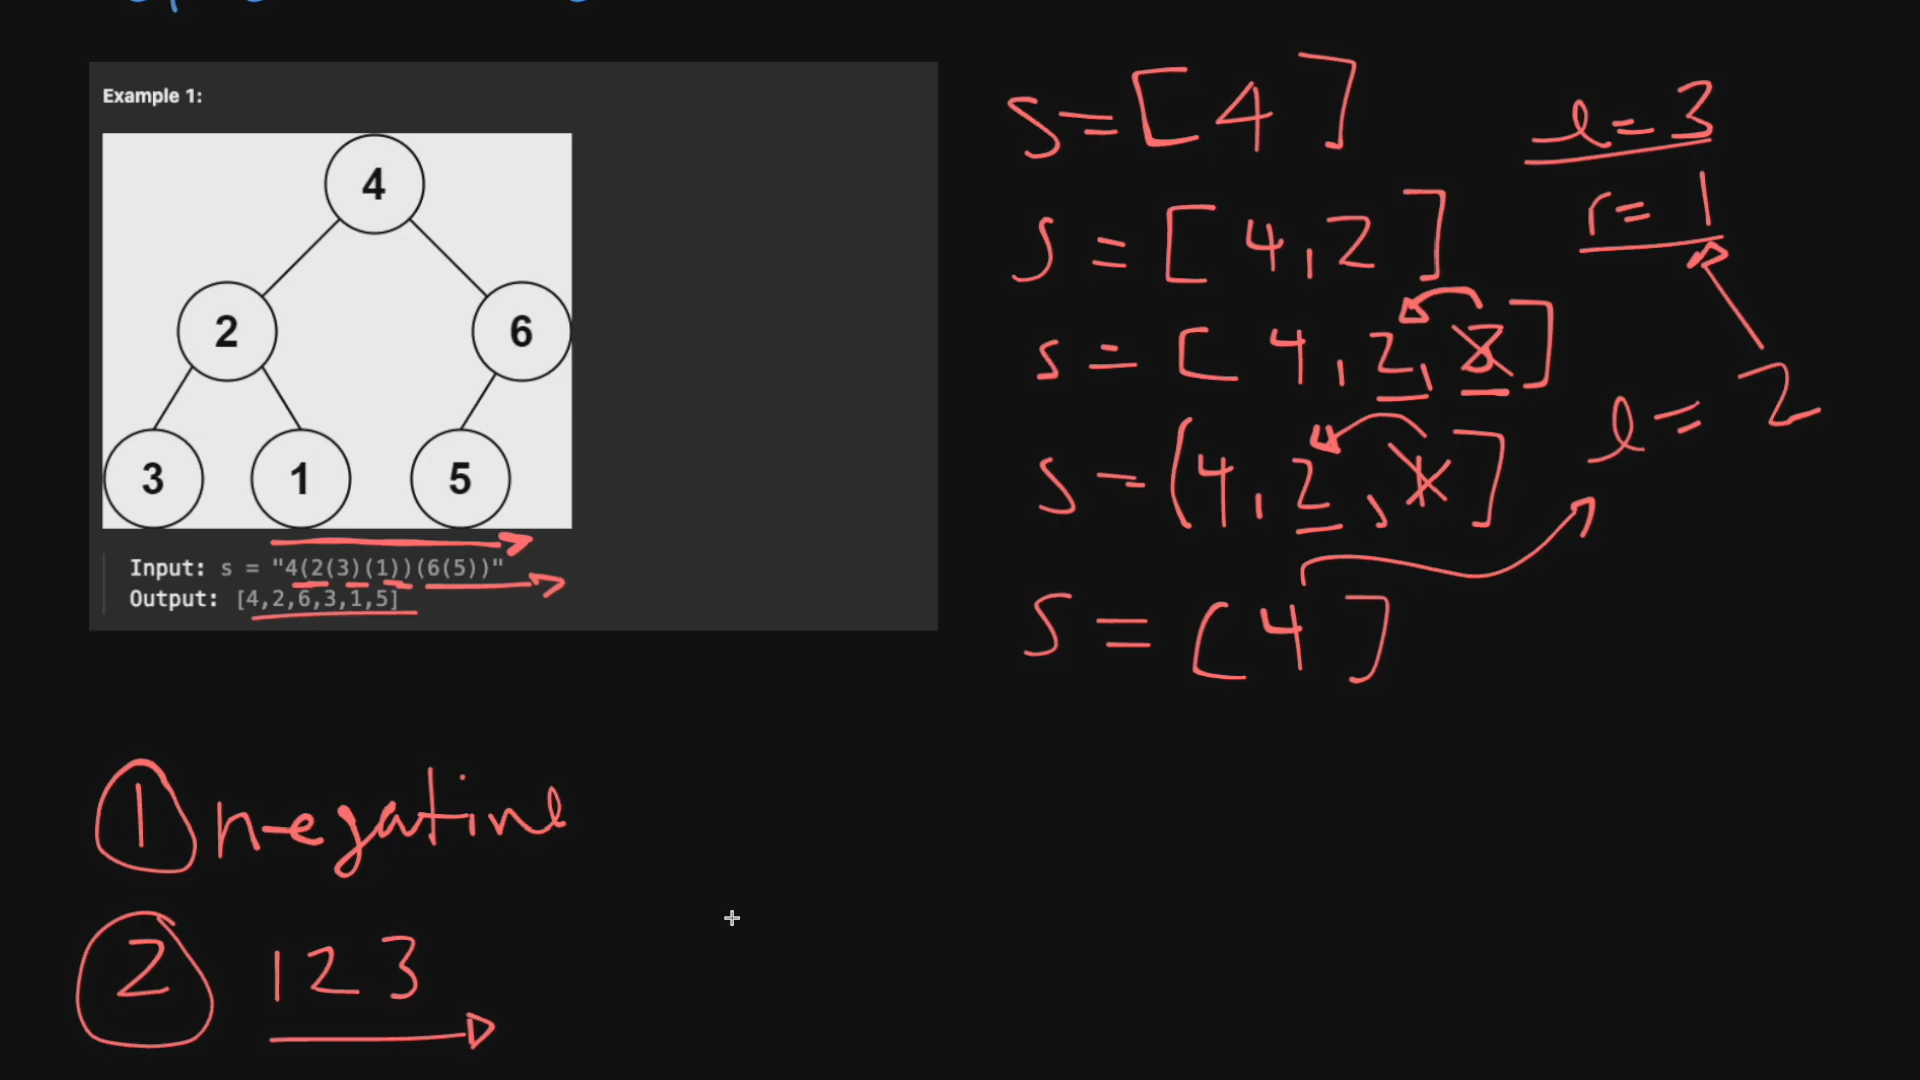 Example 1:
4
2
6
3
1
5
Input: s = "4(2(3)(1))(6(5))"
Output: [4,2,6,3,1,5]
s=[4]
s=[4,2]
s=[4,2,3]
s=(4,2,1]
s=[4]
l=3
r=1
l=2
1 negative
2 123